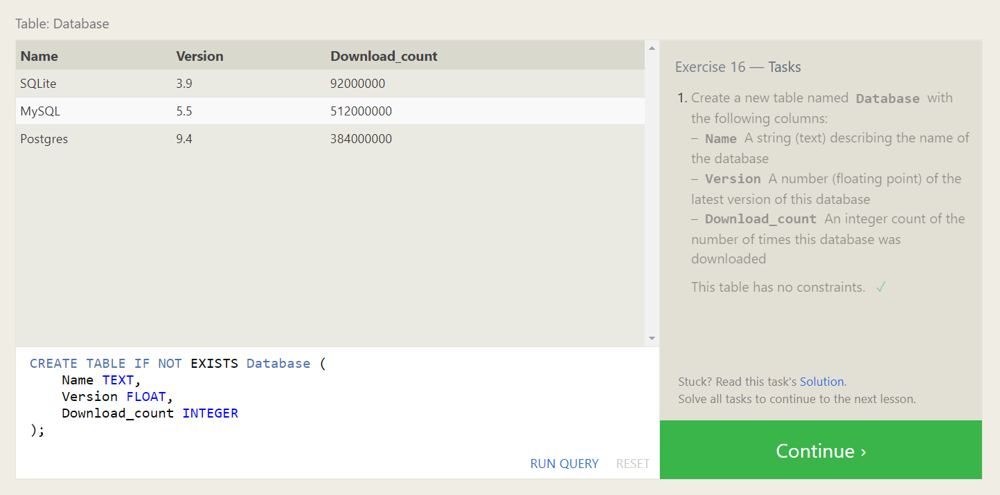 Table: Database
Name Version Download_count
SQLite 3.9 92000000
MySQL 5.5 512000000
Postgres 9.4 384000000
CREATE TABLE IF NOT EXISTS Database (
    Name TEXT,
    Version FLOAT,
    Download_count INTEGER
);
RUN QUERY RESET
Exercise 16 — Tasks
1. Create a new table named Database with
the following columns:
– Name A string (text) describing the name of
the database
– Version A number (floating point) of the
latest version of this database
– Download_count An integer count of the
number of times this database was
downloaded
This table has no constraints. ✓
Stuck? Read this task's Solution.
Solve all tasks to continue to the next lesson.
Continue ›